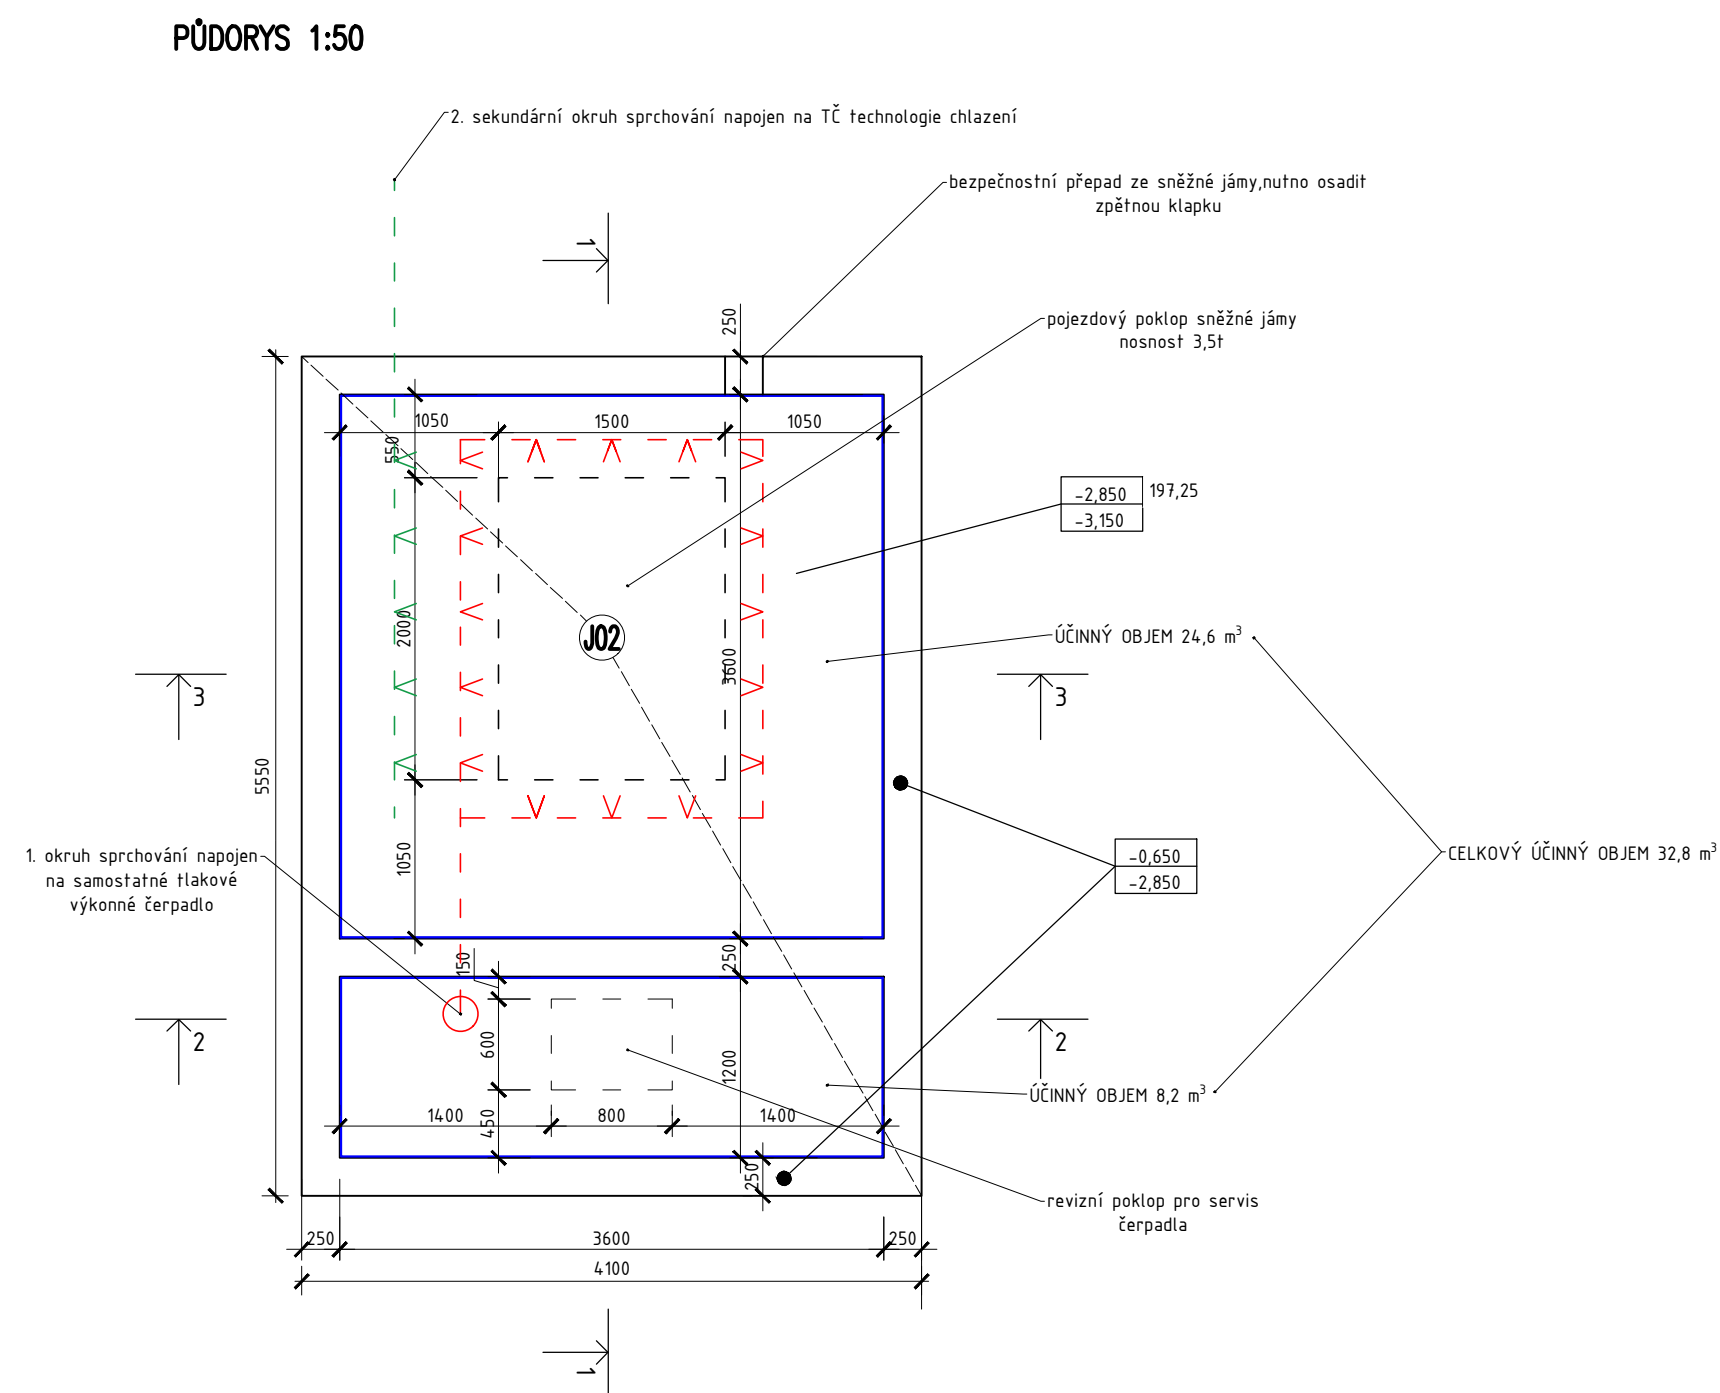 PŮDORYS 1:50
2. sekundární okruh sprchování napojen na TČ technologie chlazení
bezpečnostní přepad ze sněžné jámy,nutno osadit
zpětnou klapku
1
250
pojezdový poklop sněžné jámy
nosnost 3,5t
1050
1500
1050
550
-2,850
197,25
-3,150
2000
J02
3600
ÚČINNÝ OBJEM 24,6 m³
3
3
5550
1050
1. okruh sprchování napojen
na samostatné tlakové
výkonné čerpadlo
-0,650
-2,850
CELKOVÝ ÚČINNÝ OBJEM 32,8 m³
150
250
2
2
600
1200
ÚČINNÝ OBJEM 8,2 m³
1400
450
800
1400
250
revizní poklop pro servis
čerpadla
250
3600
250
4100
1